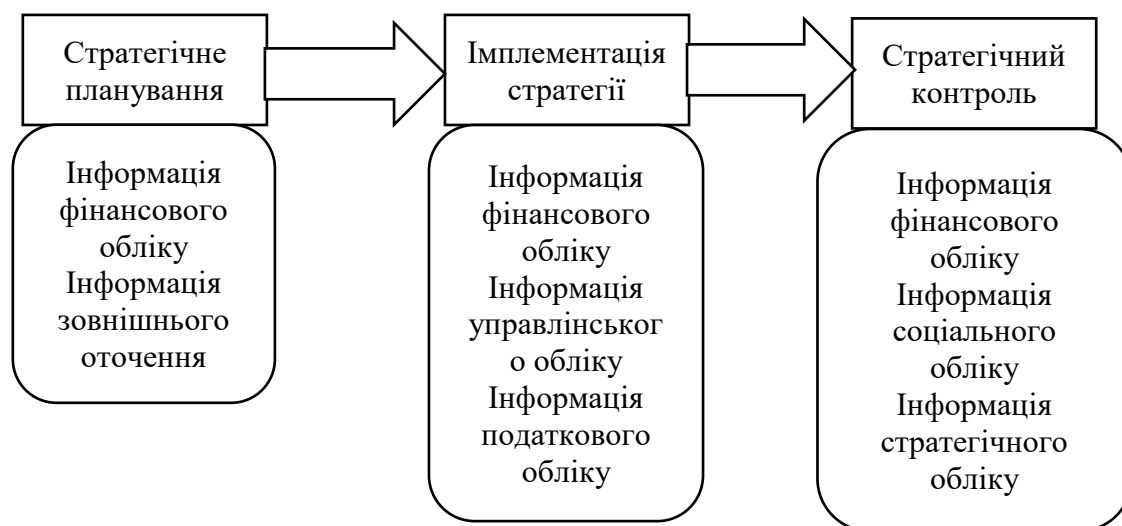 Стратегічне
планування
Імплементація
стратегії
Стратегічний
контроль
Інформація
фінансового
обліку
Інформація
зовнішнього
оточення
Інформація
фінансового
обліку
Інформація
управлінськог
о обліку
Інформація
податкового
обліку
Інформація
фінансового
обліку
Інформація
соціального
обліку
Інформація
стратегічного
обліку